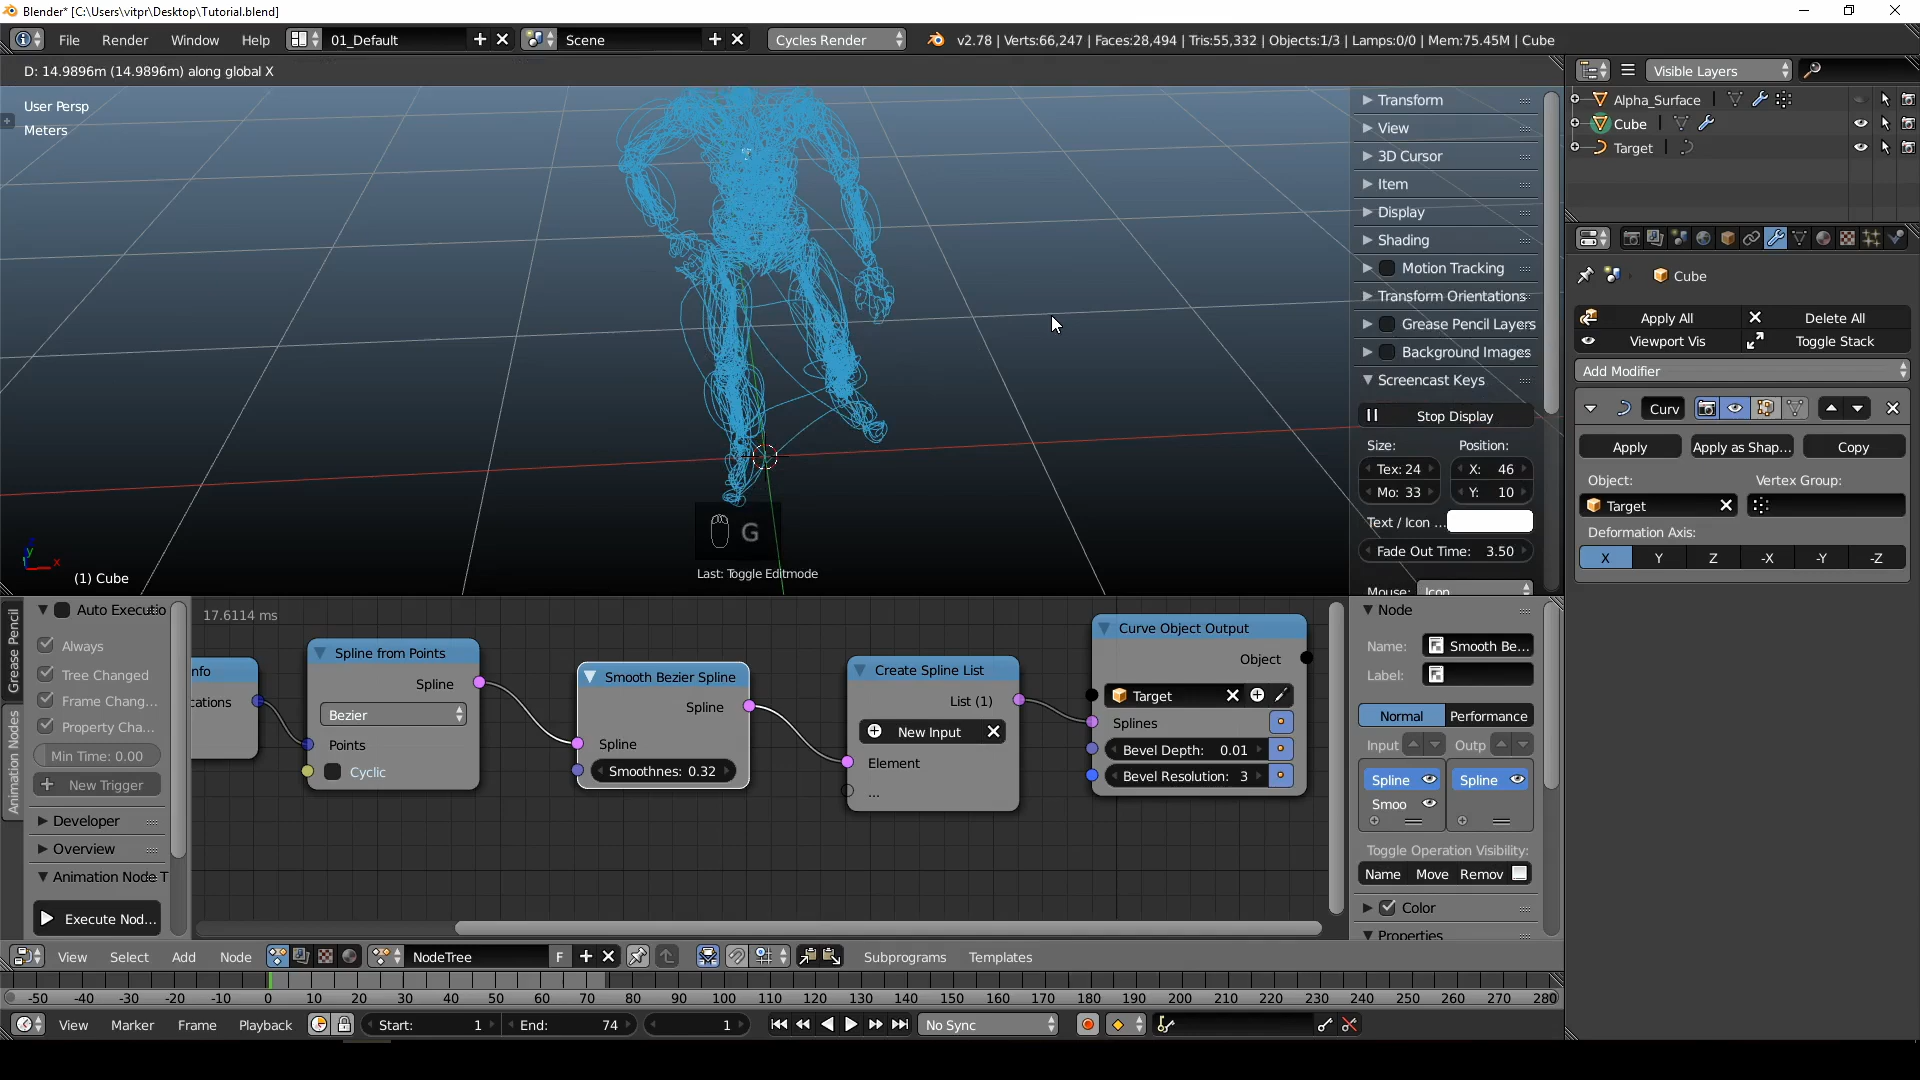 Blender* [C:\Users\vitpr\Desktop\Tutorial.blend]
File Render Window Help 01_Default Scene Cycles Render v2.78 | Verts:66,247 | Faces:28,494 | Tris:55,332 | Objects:1/3 | Lamps:0/0 | Mem:75.45M | Cube
D: 14.9896m (14.9896m) along global X
User Persp
Meters
G
Last: Toggle Editmode
y
x
(1) Cube
Transform
View
3D Cursor
Item
Display
Shading
Motion Tracking
Transform Orientations
Grease Pencil Layers
Background Images
Screencast Keys
Stop Display
Size: Position:
Tex: 24 X: 46
Mo: 33 Y: 10
Text / Icon ...
Fade Out Time: 3.50
Mouse: Icon
Visible Layers
Alpha_Surface
Cube
Target
Cube
Apply All Delete All
Viewport Vis Toggle Stack
Add Modifier
Curv
Apply Apply as Shap... Copy
Object: Vertex Group:
Target
Deformation Axis:
X Y Z -X -Y -Z
Grease Pencil
Animation Nodes
Auto Executio
Always
Tree Changed
Frame Chang...
Property Cha...
Min Time: 0.00
New Trigger
Developer
Overview
Animation Node T
Execute Nod...
17.6114 ms
nfo
cations
Spline from Points
Spline
Bezier
Points
Cyclic
Smooth Bezier Spline
Spline
Spline
Smoothnes: 0.32
Create Spline List
List (1)
New Input
Element
...
Curve Object Output
Object
Target
Splines
Bevel Depth: 0.01
Bevel Resolution: 3
Node
Name: Smooth Be...
Label:
Normal Performance
Input Outp
Spline Spline
Smoo
Toggle Operation Visibility:
Name Move Remov
Color
Properties
View Select Add Node NodeTree F Subprograms Templates
-50 -40 -30 -20 -10 0 10 20 30 40 50 60 70 80 90 100 110 120 130 140 150 160 170 180 190 200 210 220 230 240 250 260 270 280
View Marker Frame Playback Start: 1 End: 74 1 No Sync